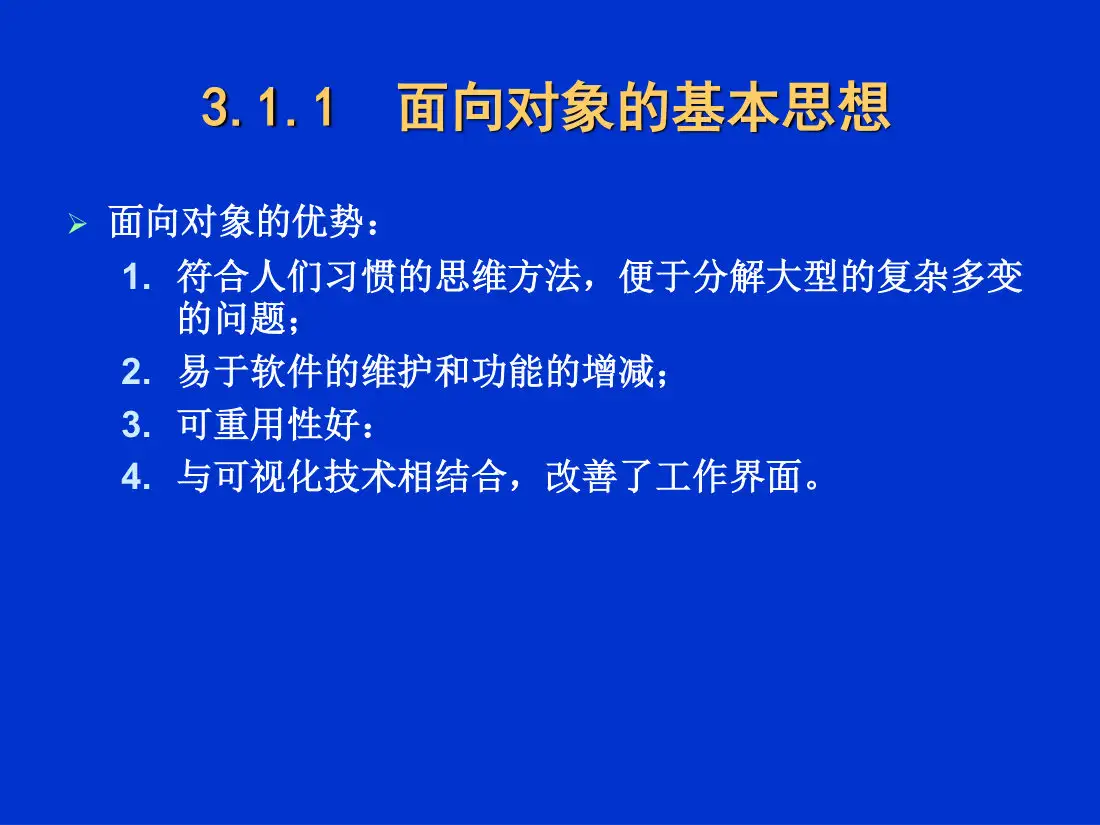 3.1.1 面向对象的基本思想
面向对象的优势：
1. 符合人们习惯的思维方法，便于分解大型的复杂多变
的问题；
2. 易于软件的维护和功能的增减；
3. 可重用性好：
4. 与可视化技术相结合，改善了工作界面。